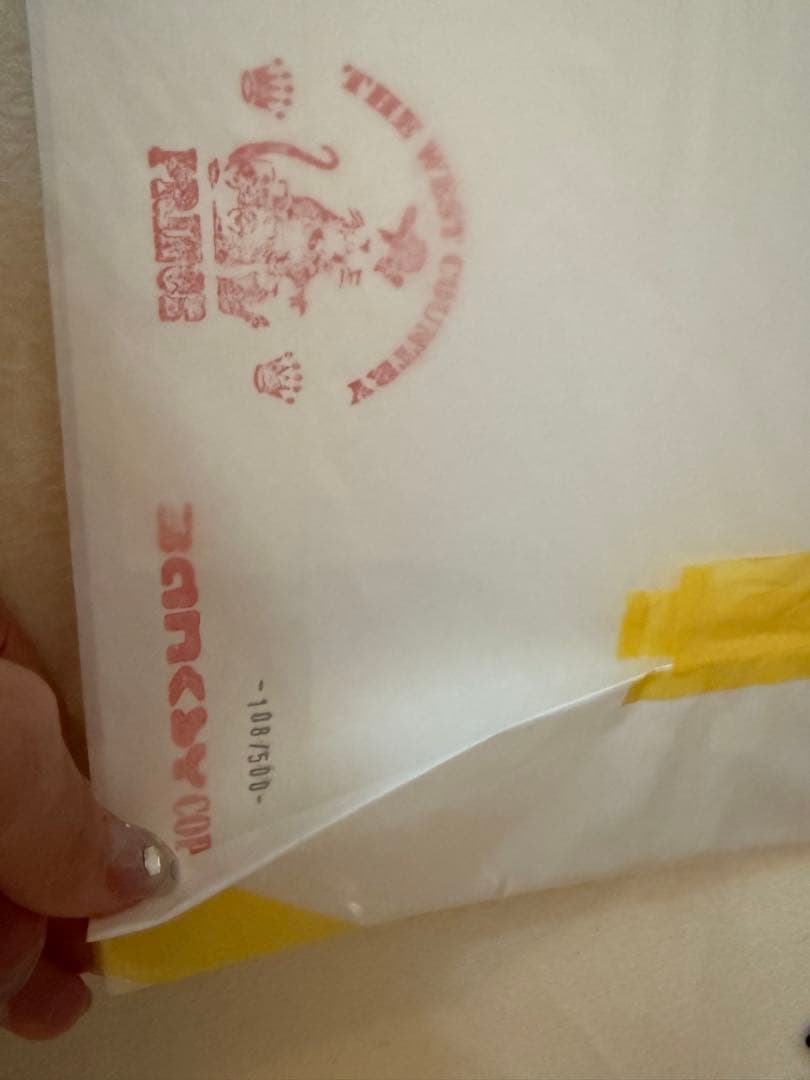 THE WEST COUNTRY
PRINCE
BANKSY COP
-108/500-